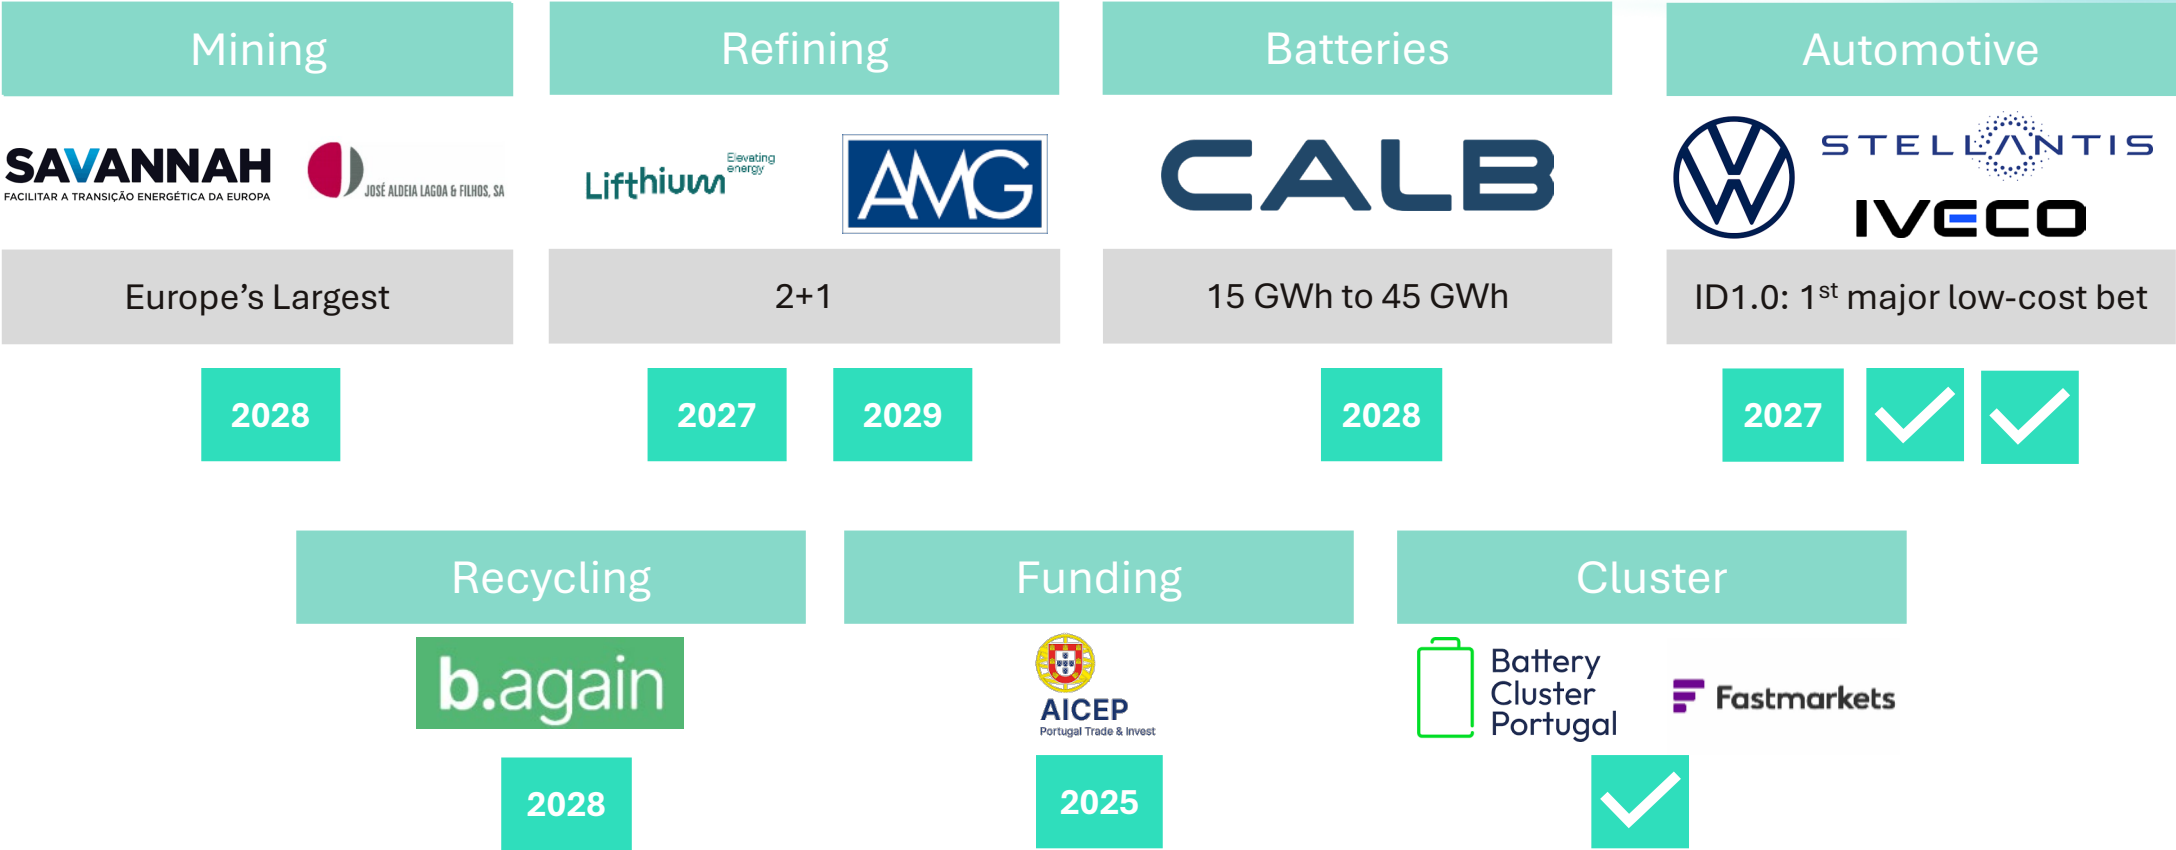 Mining
Refining
Batteries
Automotive
SAVANNAH
FACILITAR A TRANSIÇÃO ENERGÉTICA DA EUROPA
JOSÉ ALDEIA LAGOA & FILHOS, SA
Lifthium
Elevating
energy
AMG
CALB
STELLANTIS
IVECO
Europe's Largest
2+1
15 GWh to 45 GWh
ID1.0: 1st major low-cost bet
2028
2027
2029
2028
2027
Recycling
Funding
Cluster
b.again
AICEP
Portugal Trade & Invest
Battery
Cluster
Portugal
Fastmarkets
2028
2025